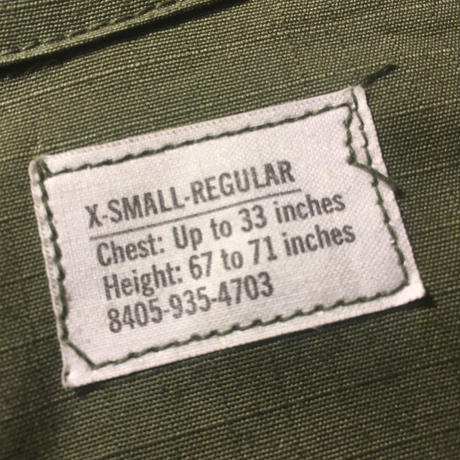 X-SMALL-REGULAR
Chest: Up to 33 inches
Height: 67 to 71 inches
8405-935-4703